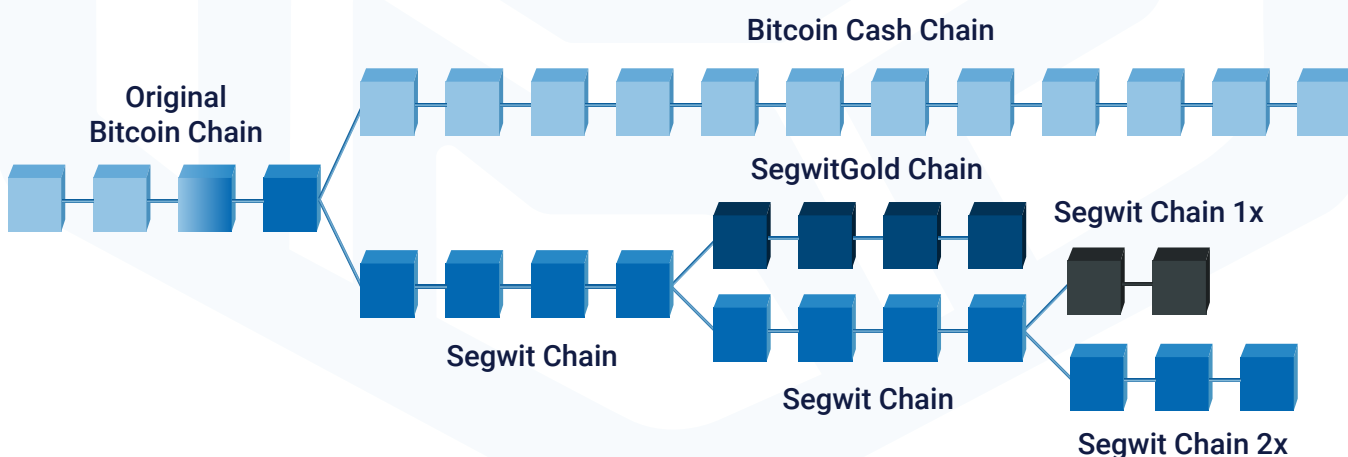 Bitcoin Cash Chain
Original
Bitcoin Chain
SegwitGold Chain
Segwit Chain 1x
Segwit Chain
Segwit Chain
Segwit Chain 2x